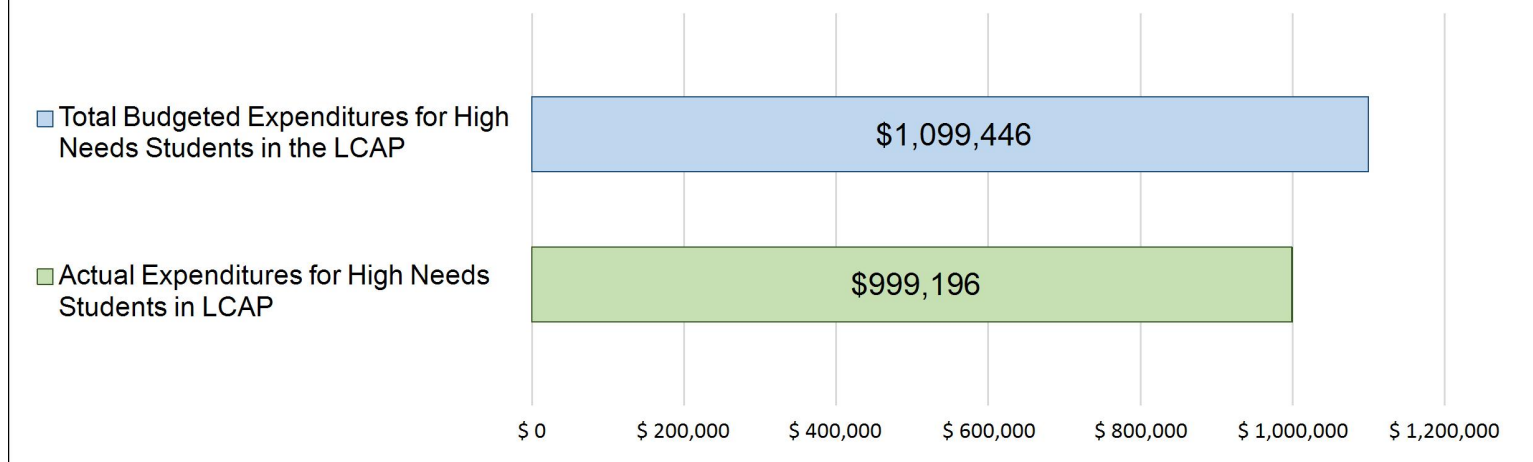 Total Budgeted Expenditures for High
Needs Students in the LCAP
$1,099,446
Actual Expenditures for High Needs
Students in LCAP
$999,196
$ 0
$ 200,000
$ 400,000
$ 600,000
$ 800,000
$ 1,000,000
$ 1,200,000